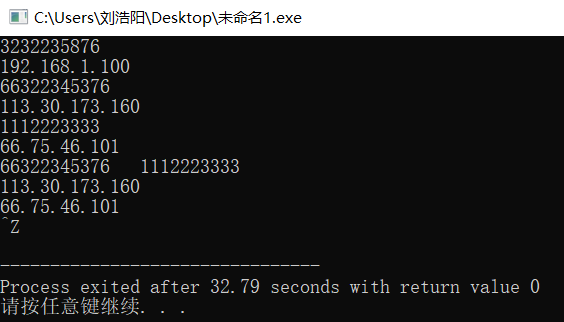 C:\Users\刘浩阳\Desktop\未命名1.exe
3232235876
192.168.1.100
66322345376
113.30.173.160
1112223333
66.75.46.101
66322345376   1112223333
113.30.173.160
66.75.46.101
^Z
--------------------------------
Process exited after 32.79 seconds with return value 0
请按任意键继续. . .